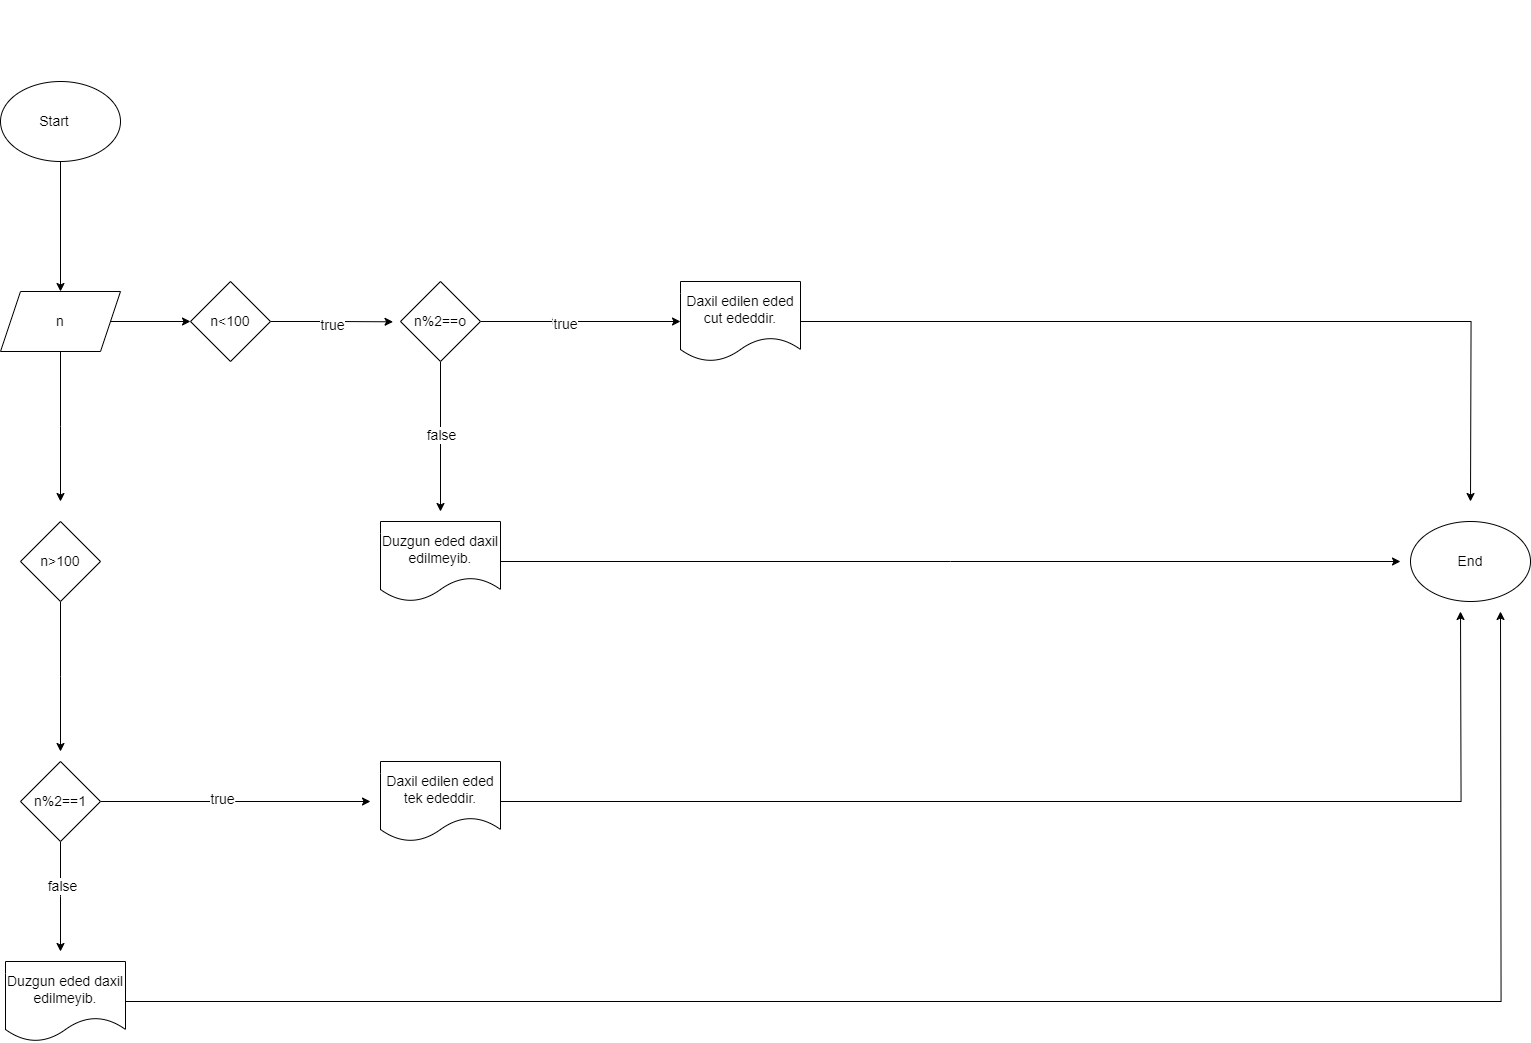 Start
n
n<100
true
n%2==o
true
Daxil edilen eded
cut ededdir.
false
n>100
Duzgun eded daxil
edilmeyib.
End
n%2==1
true
Daxil edilen eded
tek ededdir.
false
Duzgun eded daxil
edilmeyib.